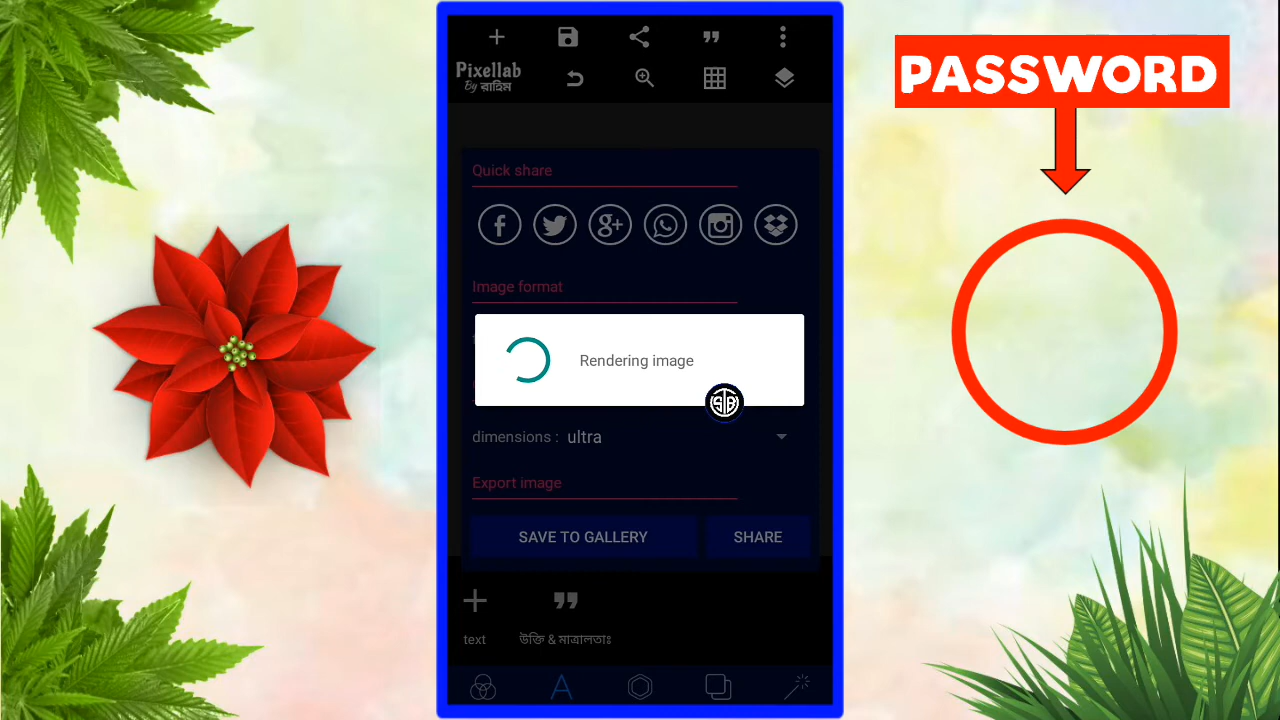 Pixellab
By রাহিম
Quick share
Image format
Rendering image
dimensions : ultra
Export image
SAVE TO GALLERY
SHARE
text
উক্তি & মাত্রালতাঃ
PASSWORD
STB